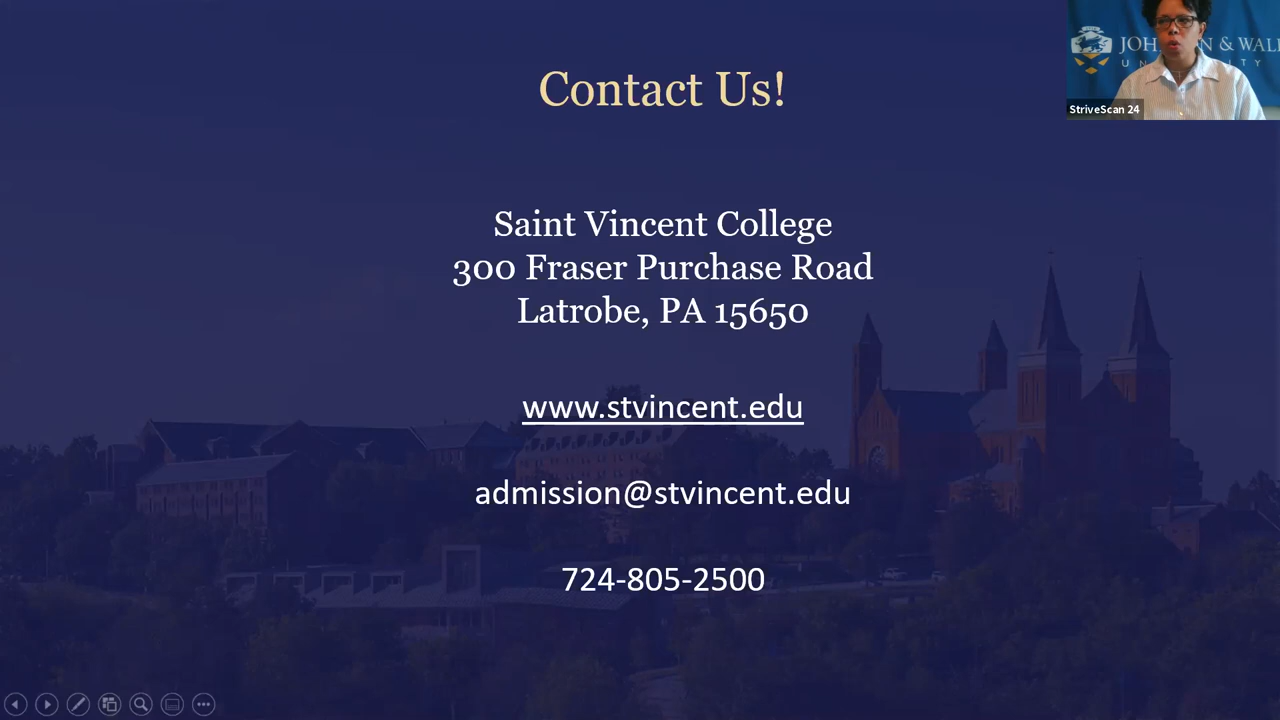 Contact Us!
Saint Vincent College
300 Fraser Purchase Road
Latrobe, PA 15650
www.stvincent.edu
admission@stvincent.edu
724-805-2500
StriveScan 24